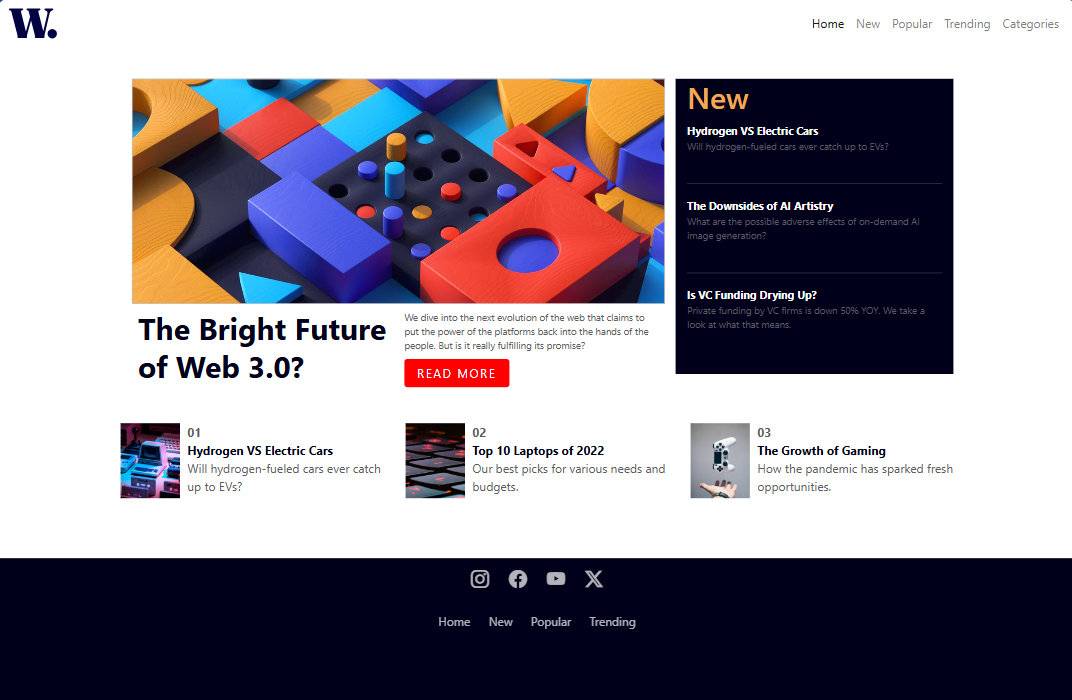 W.
Home New Popular Trending Categories
The Bright Future
of Web 3.0?
We dive into the next evolution of the web that claims to
put the power of the platforms back into the hands of the
people. But is it really fulfilling its promise?
READ MORE
New
Hydrogen VS Electric Cars
Will hydrogen-fueled cars ever catch up to EVs?
The Downsides of AI Artistry
What are the possible adverse effects of on-demand AI
image generation?
Is VC Funding Drying Up?
Private funding by VC firms is down 50% YOY. We take a
look at what that means.
01
Hydrogen VS Electric Cars
Will hydrogen-fueled cars ever catch
up to EVs?
02
Top 10 Laptops of 2022
Our best picks for various needs and
budgets.
03
The Growth of Gaming
How the pandemic has sparked fresh
opportunities.
Home New Popular Trending